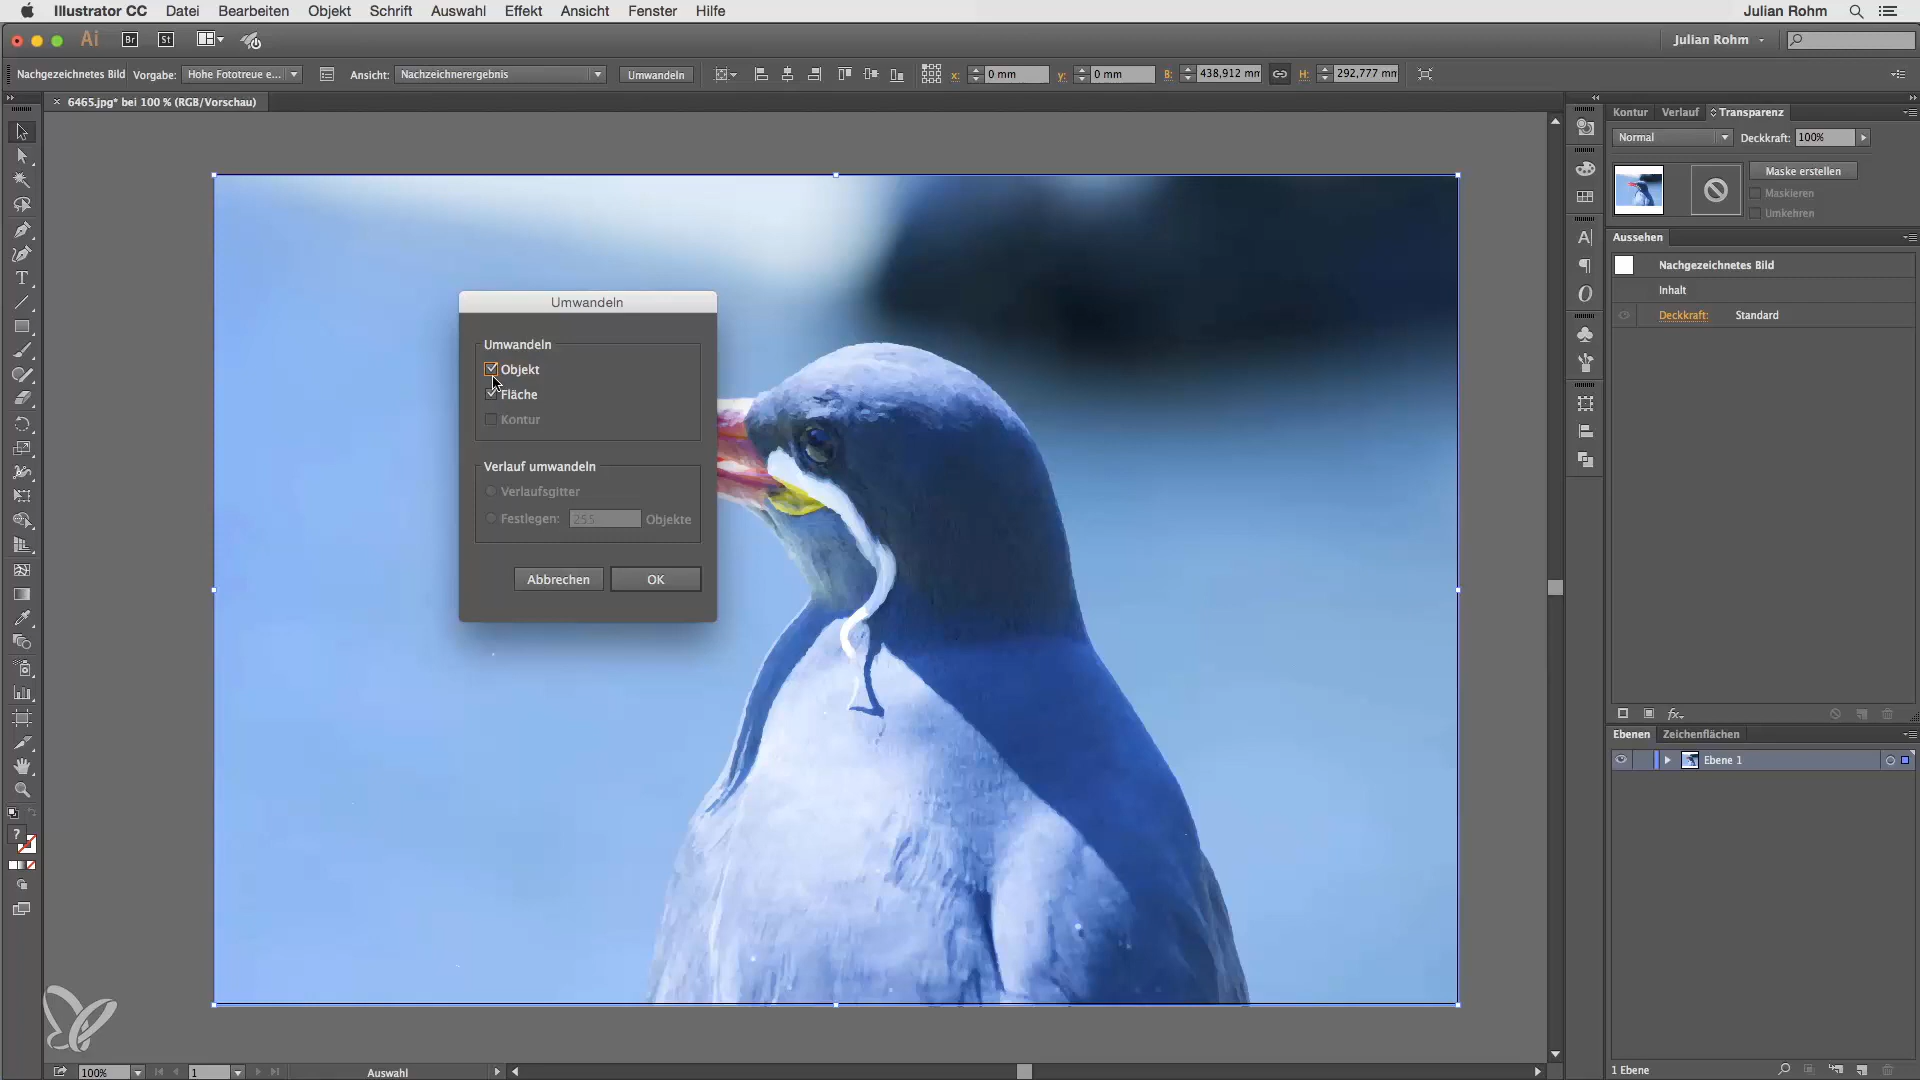 Illustrator CC Datei Bearbeiten Objekt Schrift Auswahl Effekt Ansicht Fenster Hilfe Julian Rohm
Ai Br St Julian Rohm
Nachgezeichnetes Bild Vorgabe: Hohe Fototreue e... Ansicht: Nachzeichnerergebnis Umwandeln x: 0 mm y: 0 mm B: 438,912 mm H: 292,777 mm
6465.jpg* bei 100 % (RGB/Vorschau)
Kontur Verlauf Transparenz
Normal Deckkraft: 100%
Maske erstellen
Maskieren
Umkehren
Aussehen
Nachgezeichnetes Bild
Inhalt
Deckkraft: Standard
Umwandeln
Umwandeln
Objekt
Fläche
Kontur
Verlauf umwandeln
Verlaufsgitter
Festlegen: 255 Objekte
Abbrechen OK
fx
Ebenen Zeichenflächen
Ebene 1
100% 1 Auswahl
1 Ebene